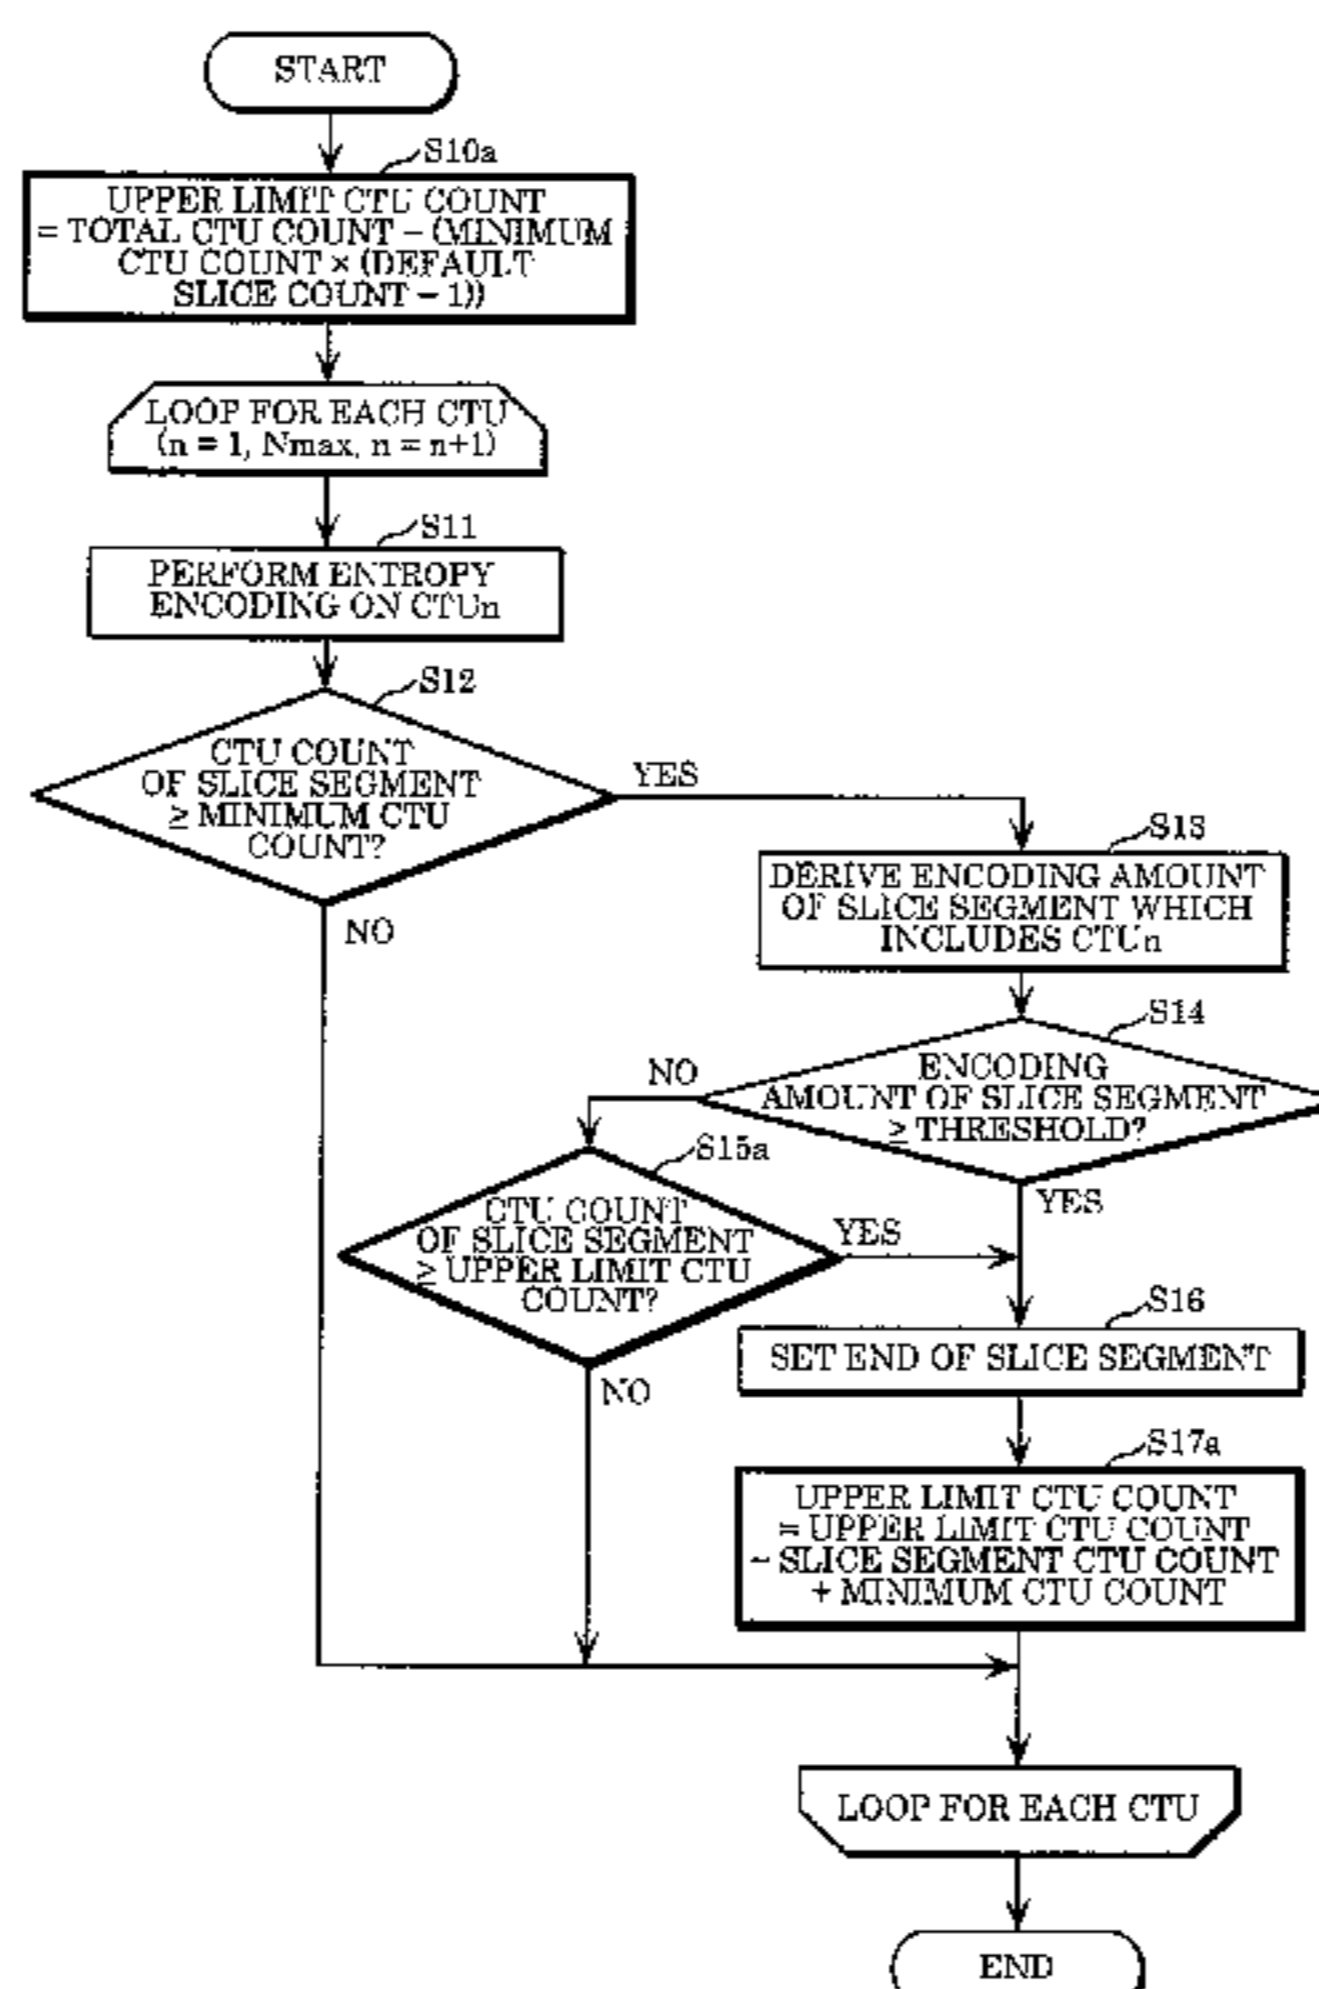 START
S10a
UPPER LIMIT CTU COUNT
= TOTAL CTU COUNT – (MINIMUM
CTU COUNT × (DEFAULT
SLICE COUNT – 1))
LOOP FOR EACH CTU
(n = 1, Nmax, n = n+1)
S11
PERFORM ENTROPY
ENCODING ON CTUn
S12
CTU COUNT
OF SLICE SEGMENT
≥ MINIMUM CTU
COUNT?
YES
NO
S13
DERIVE ENCODING AMOUNT
OF SLICE SEGMENT WHICH
INCLUDES CTUn
S14
ENCODING
AMOUNT OF SLICE SEGMENT
≥ THRESHOLD?
NO
YES
S15a
CTU COUNT
OF SLICE SEGMENT
≥ UPPER LIMIT CTU
COUNT?
YES
NO
S16
SET END OF SLICE SEGMENT
S17a
UPPER LIMIT CTU COUNT
= UPPER LIMIT CTU COUNT
– SLICE SEGMENT CTU COUNT
+ MINIMUM CTU COUNT
LOOP FOR EACH CTU
END